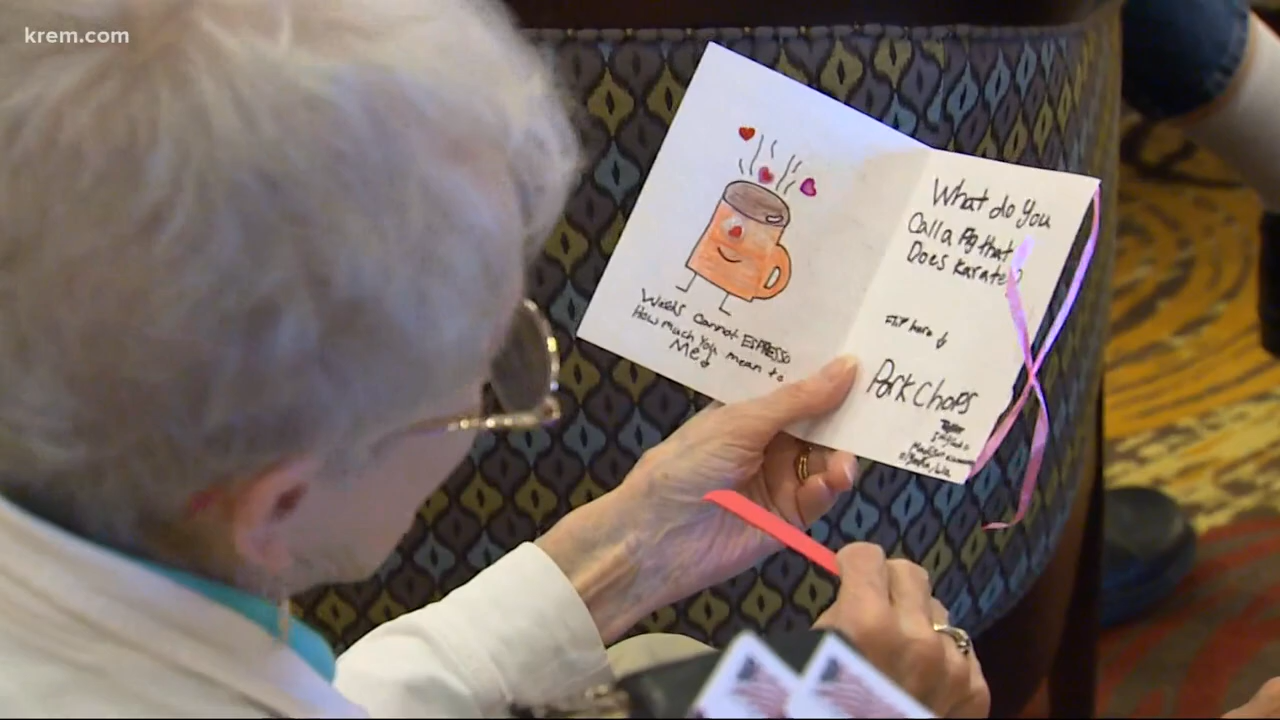 krem.com
Words Cannot ESPRESSO
How much You mean to
Me
What do You
Call a Pig that
Does Karate?
Flip here
Pork Chops